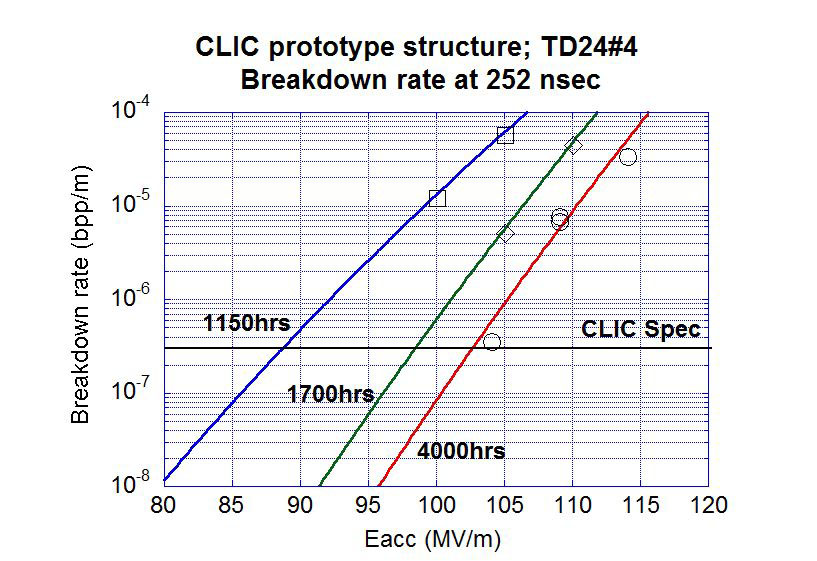 CLIC prototype structure; TD24#4
Breakdown rate at 252 nsec
Breakdown rate (bpp/m)
10-4
10-5
10-6
10-7
10-8
1150hrs
CLIC Spec
1700hrs
4000hrs
80 85 90 95 100 105 110 115 120
Eacc (MV/m)